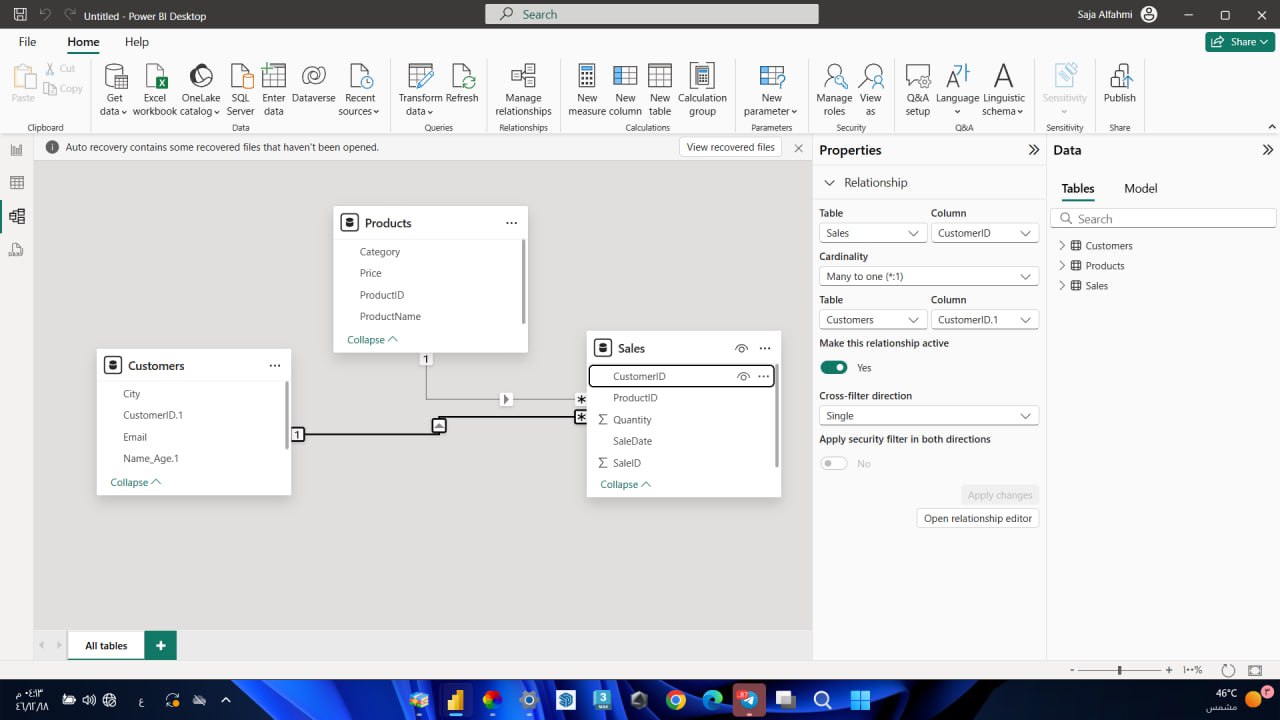 Untitled - Power BI Desktop
Search
Saja Alfahmi
File Home Help
Share
Paste
Cut
Copy
Clipboard
Get data
Excel workbook
OneLake catalog
SQL Server
Enter data
Dataverse
Recent sources
Data
Transform data
Refresh
Queries
Manage relationships
Relationships
New measure
New column
New table
Calculation group
Calculations
New parameter
Parameters
Manage roles
View as
Security
Q&A setup
Language
Linguistic schema
Q&A
Sensitivity
Sensitivity
Publish
Share
Auto recovery contains some recovered files that haven't been opened.
View recovered files
Products
Category
Price
ProductID
ProductName
Collapse
1
*
Customers
City
CustomerID.1
Email
Name_Age.1
Collapse
1
*
Sales
CustomerID
ProductID
Σ Quantity
SaleDate
Σ SaleID
Collapse
Properties
Relationship
Table Column
Sales CustomerID
Cardinality
Many to one (*:1)
Table Column
Customers CustomerID.1
Make this relationship active
Yes
Cross-filter direction
Single
Apply security filter in both directions
No
Apply changes
Open relationship editor
Data
Tables Model
Search
Customers
Products
Sales
All tables
+
- + ١٠٠%
ع
3
MAX
46°C
مشمس